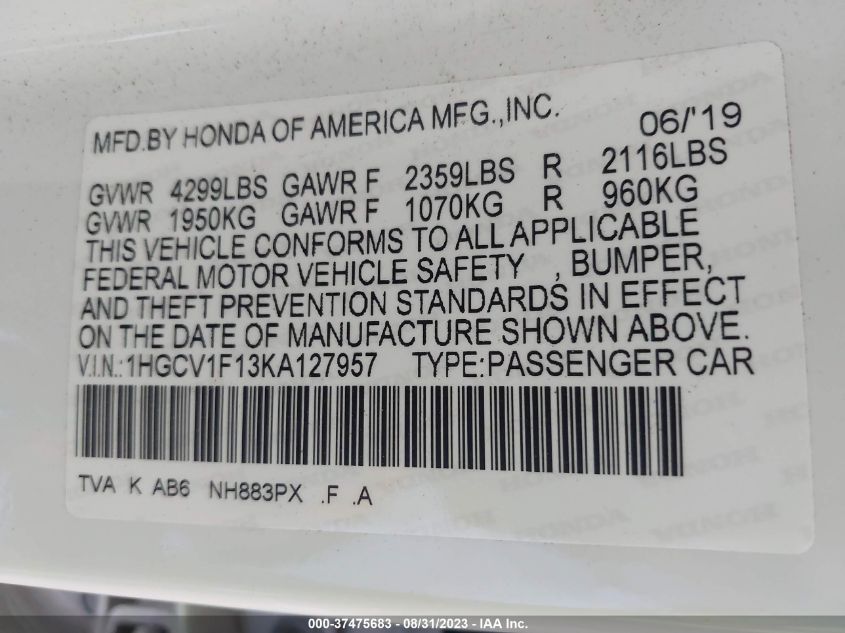 MFD.BY HONDA OF AMERICA MFG.,INC. 06/'19
GVWR 4299LBS GAWR F 2359LBS R 2116LBS
GVWR 1950KG GAWR F 1070KG R 960KG
THIS VEHICLE CONFORMS TO ALL APPLICABLE
FEDERAL MOTOR VEHICLE SAFETY , BUMPER,
AND THEFT PREVENTION STANDARDS IN EFFECT
ON THE DATE OF MANUFACTURE SHOWN ABOVE.
V.I.N.:1HGCV1F13KA127957 TYPE:PASSENGER CAR
TVA K AB6 NH883PX .F .A
000-37475683 - 08/31/2023 - IAA Inc.